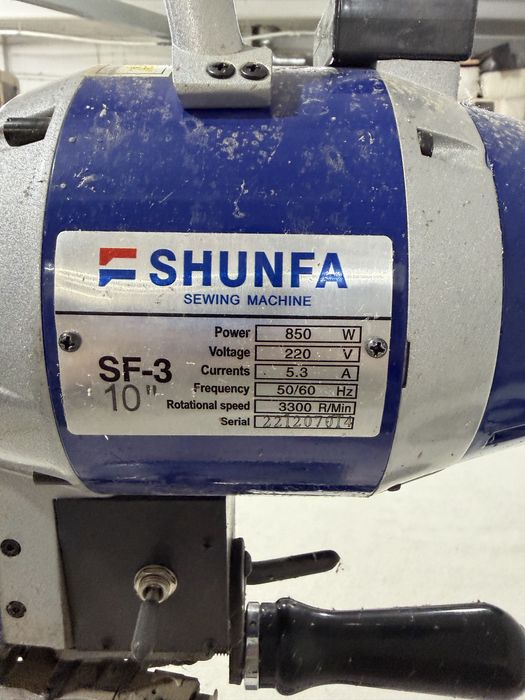 SHUNFA
SEWING MACHINE
SF-3
10"
Power 850 W
Voltage 220 V
Currents 5.3 A
Frequency 50/60 Hz
Rotational speed 3300 R/Min
Serial 221207014